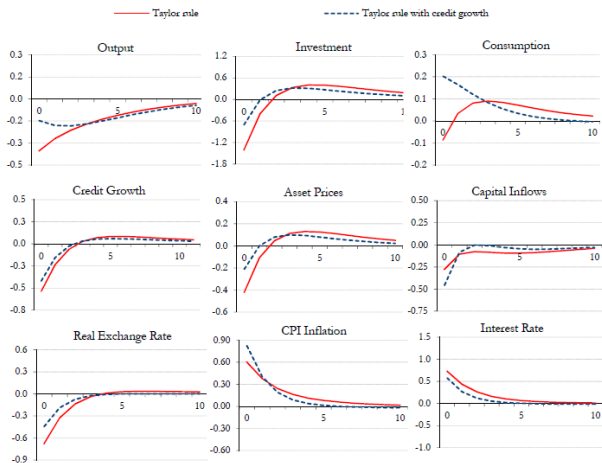 Taylor rule
Taylor rule with credit growth
Output
0.3
0.2
0.0
-0.2
-0.3
-0.5
0 5 10
Investment
1.2
0.6
0.0
-0.6
-1.2
-1.8
0 5 1
Consumption
0.3
0.2
0.1
0.0
-0.1
-0.2
0 5 10
Credit Growth
0.5
0.3
0.0
-0.3
-0.5
-0.8
0 5 10
Asset Prices
0.4
0.2
0.0
-0.2
-0.4
-0.6
0 5 10
Capital Inflows
0.50
0.25
0.00
-0.25
-0.50
-0.75
0 5 10
Real Exchange Rate
0.6
0.3
0.0
-0.3
-0.6
-0.9
0 5 10
CPI Inflation
0.90
0.60
0.30
0.00
-0.30
-0.60
0 5 10
Interest Rate
1.5
1.0
0.5
0.0
-0.5
-1.0
0 5 10